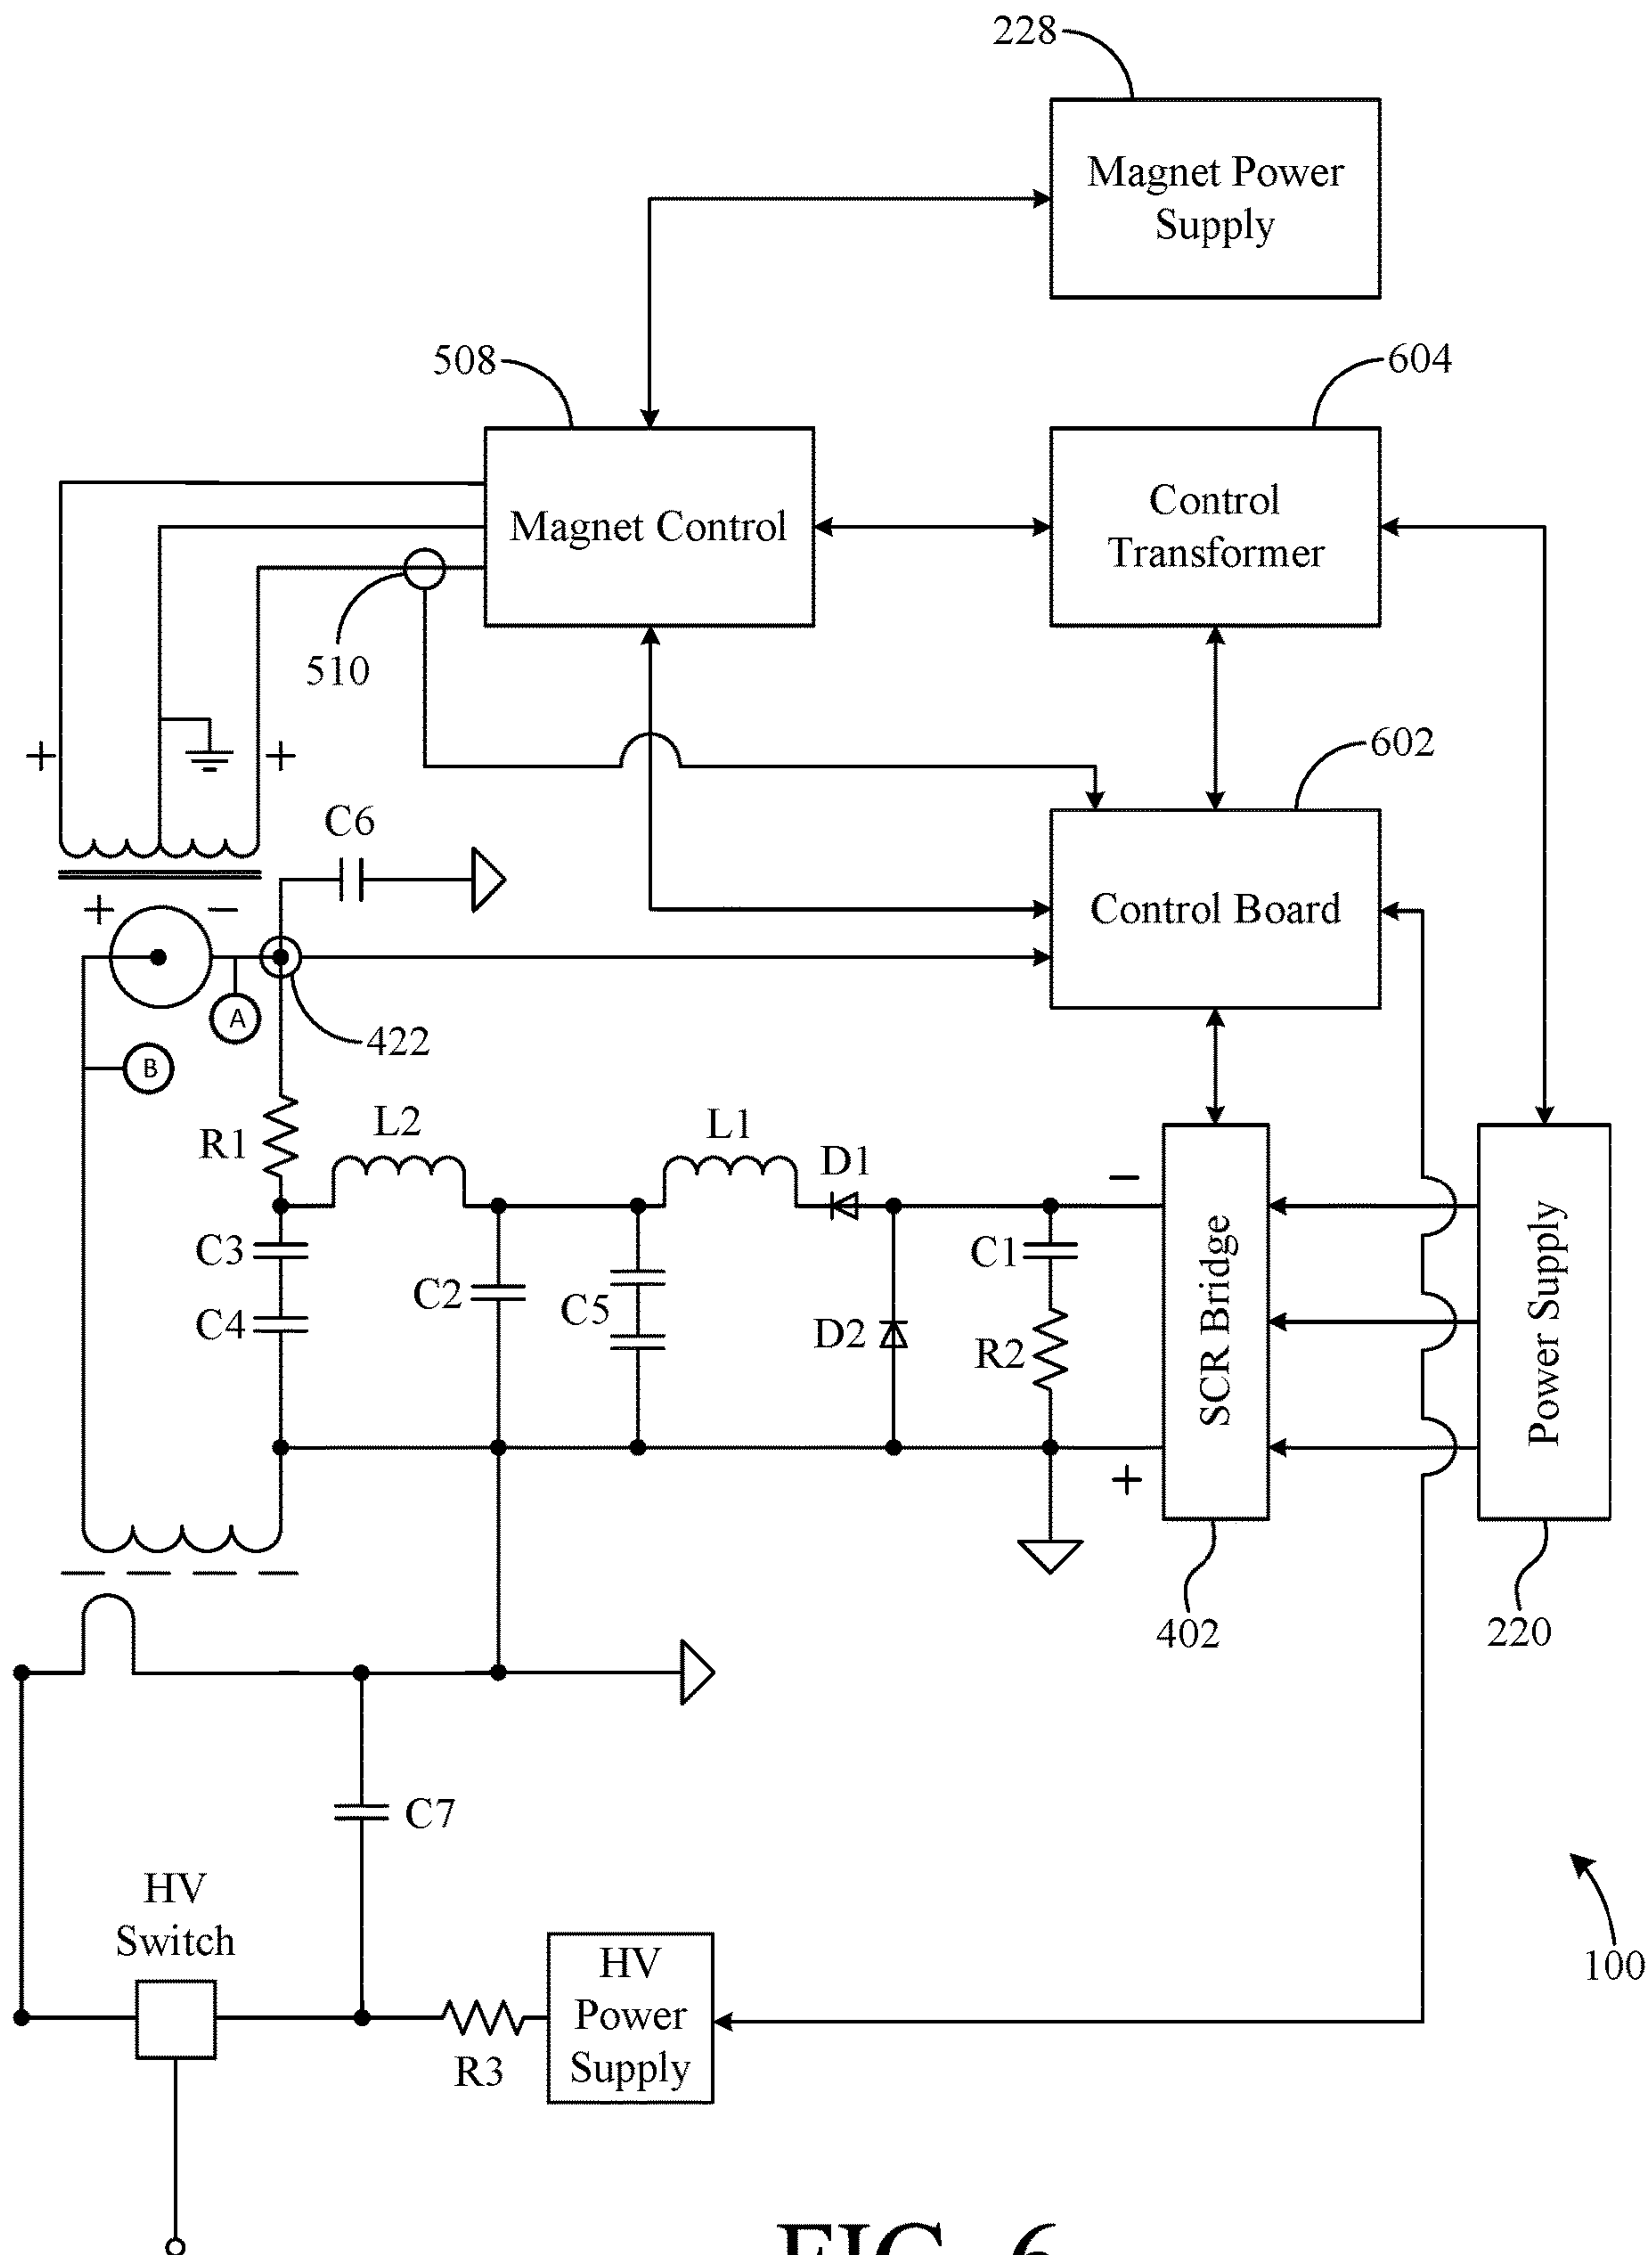 228
Magnet Power
Supply
508
604
Magnet Control
Control
Transformer
510
602
+
+
C6
Control Board
+
−
A
422
B
R1
L2
L1
D1
−
C3
C4
C2
C5
D2
C1
R2
SCR Bridge
Power Supply
+
402
220
C7
HV
Switch
HV
Power
Supply
R3
100
FIG. 6